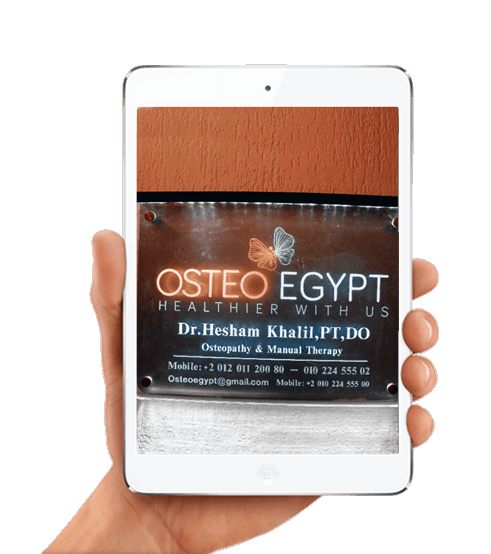 OSTEO EGYPT
HEALTHIER WITH US
Dr.Hesham Khalil,PT,DO
Osteopathy & Manual Therapy
Mobile:+2 012 011 200 80 — 010 224 555 02
Osteoegypt@gmail.com Mobile: +2 010 224 555 00